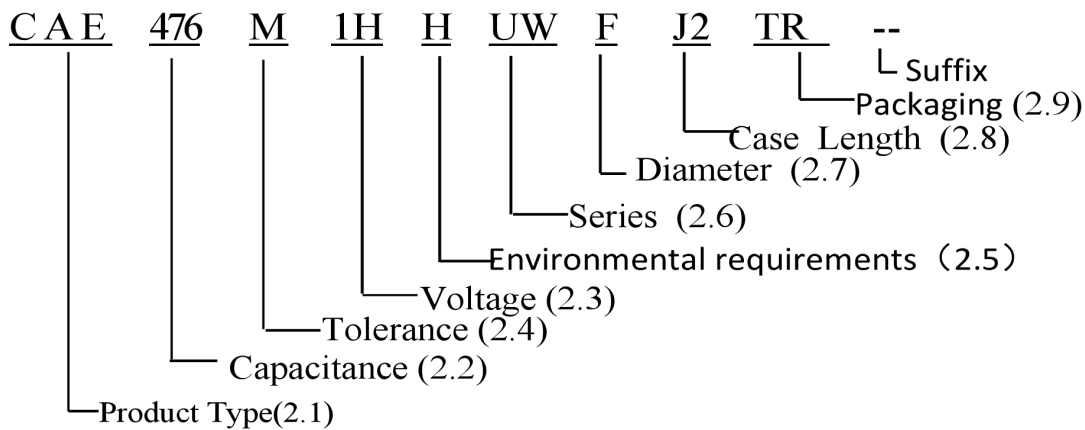 C A E 476 M 1H H UW F J2 TR --
Suffix
Packaging (2.9)
Case Length (2.8)
Diameter (2.7)
Series (2.6)
Environmental requirements（2.5）
Voltage (2.3)
Tolerance (2.4)
Capacitance (2.2)
Product Type(2.1)